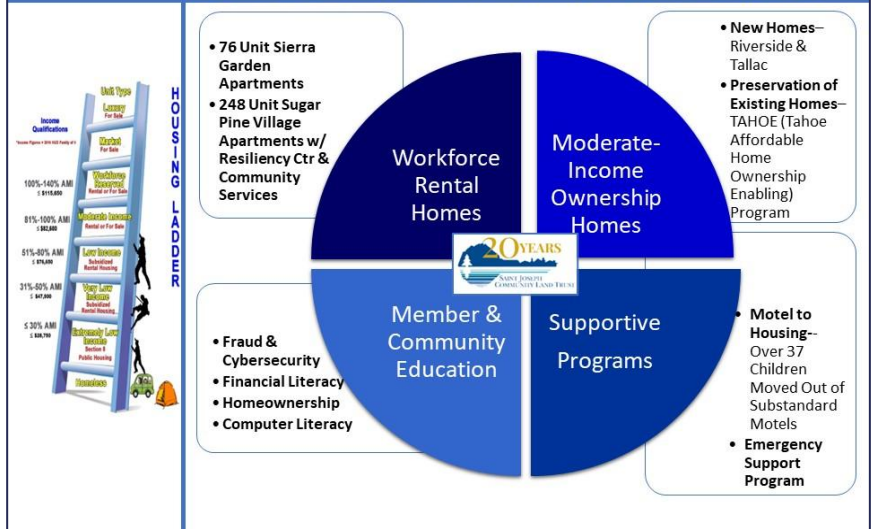 HOUSING LADDER
Income
Qualifications
Unit Type
Luxury
For Sale
Market
For Sale
Workforce
Reserved
Rental or For Sale
100%-140% AMI
Moderate Income
Rental or For Sale
81%-100% AMI
Low Income
Subsidized
Rental Housing
51%-80% AMI
Very Low
Income
Subsidized
Rental Housing
31%-50% AMI
Extremely Low
Income
Section 8
Public Housing
≤ 30% AMI
Homeless
• 76 Unit Sierra
Garden
Apartments
• 248 Unit Sugar
Pine Village
Apartments w/
Resiliency Ctr &
Community
Services
Workforce
Rental
Homes
Moderate-
Income
Ownership
Homes
• New Homes–
Riverside &
Tallac
• Preservation of
Existing Homes–
TAHOE (Tahoe
Affordable
Home
Ownership
Enabling)
Program
20 YEARS
SAINT JOSEPH
COMMUNITY LAND TRUST
• Fraud &
Cybersecurity
• Financial Literacy
• Homeownership
• Computer Literacy
Member &
Community
Education
Supportive
Programs
• Motel to
Housing--
Over 37
Children
Moved Out of
Substandard
Motels
• Emergency
Support
Program